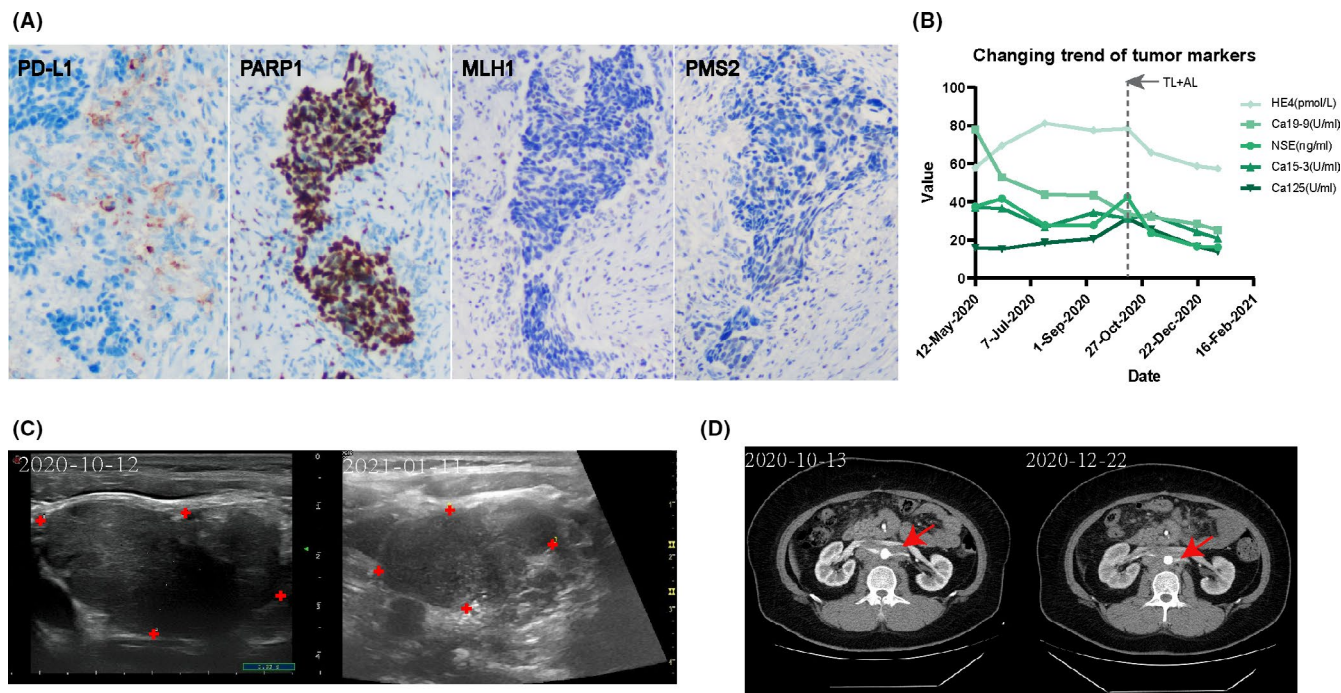 (A)
PD-L1
PARP1
MLH1
PMS2
(B)
Changing trend of tumor markers
TL+AL
100
80
60
40
20
0
Value
12-May-2020
7-Jul-2020
1-Sep-2020
27-Oct-2020
22-Dec-2020
16-Feb-2021
Date
HE4(pmol/L)
Ca19-9(U/ml)
NSE(ng/ml)
Ca15-3(U/ml)
Ca125(U/ml)
(C)
2020-10-12
2021-01-11
(D)
2020-10-13
2020-12-22